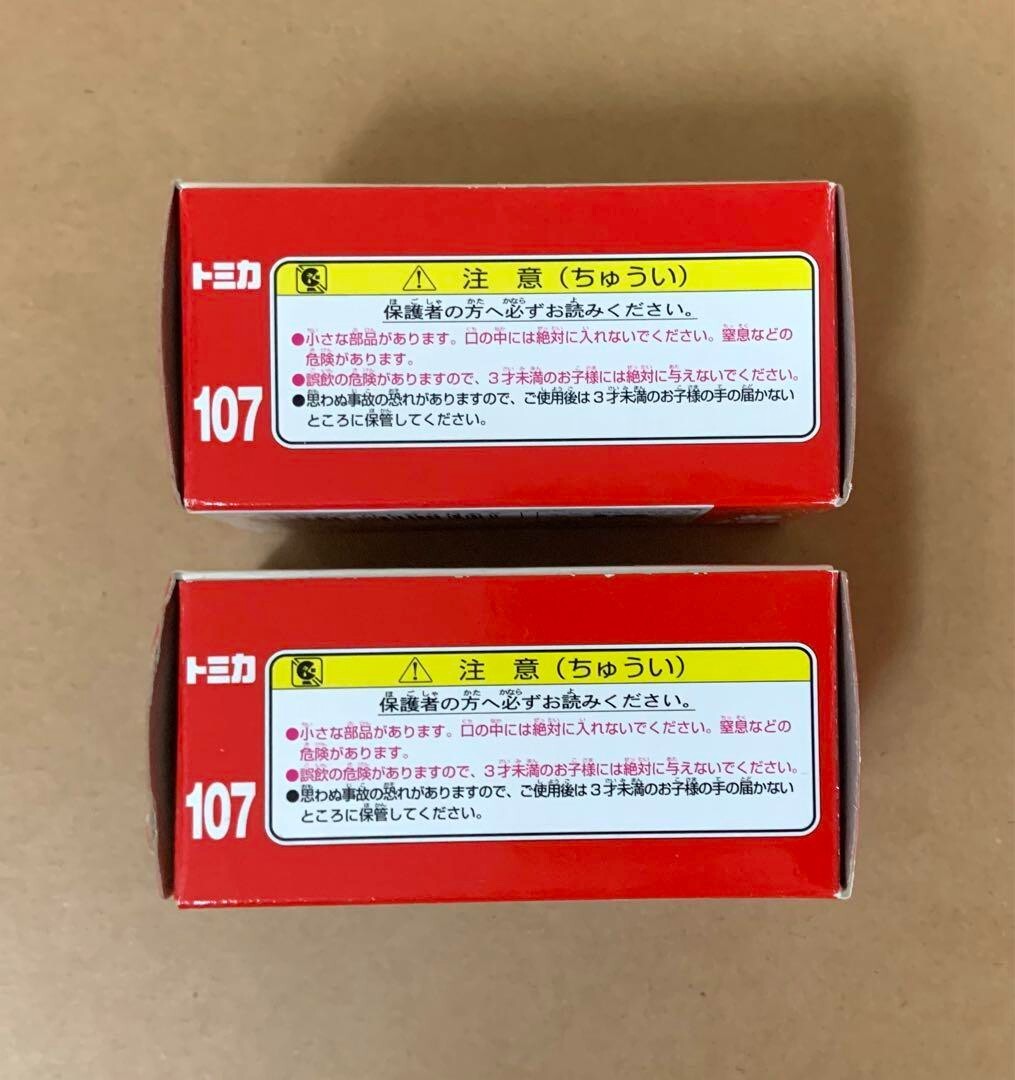 トミカ
107
注 意（ちゅうい）
保護者の方へ必ずお読みください。
●小さな部品があります。口の中には絶対に入れないでください。窒息などの
危険があります。
●誤飲の危険がありますので、３才未満のお子様には絶対に与えないでください。
●思わぬ事故の恐れがありますので、ご使用後は３才未満のお子様の手の届かない
ところに保管してください。
トミカ
107
注 意（ちゅうい）
保護者の方へ必ずお読みください。
●小さな部品があります。口の中には絶対に入れないでください。窒息などの
危険があります。
●誤飲の危険がありますので、３才未満のお子様には絶対に与えないでください。
●思わぬ事故の恐れがありますので、ご使用後は３才未満のお子様の手の届かない
ところに保管してください。